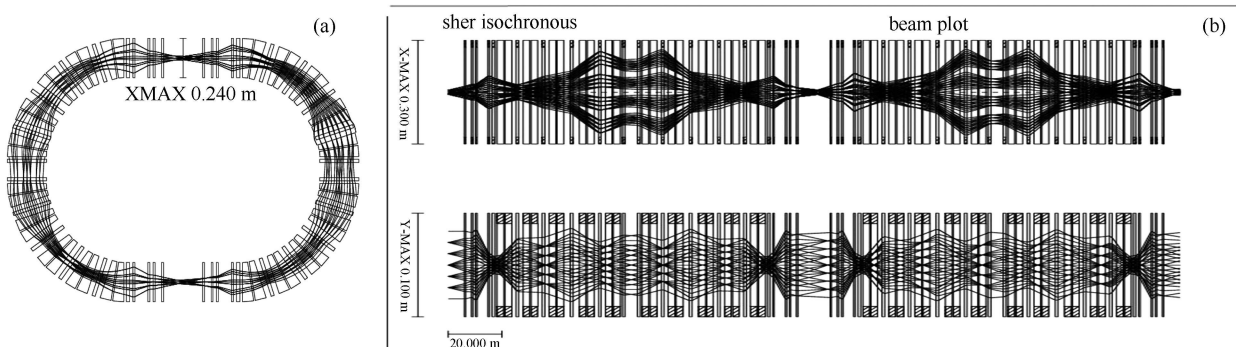 (a)
XMAX 0.240 m
sher isochronous
beam plot
(b)
X-MAX 0.300 m
Y-MAX 0.100 m
20.000 m